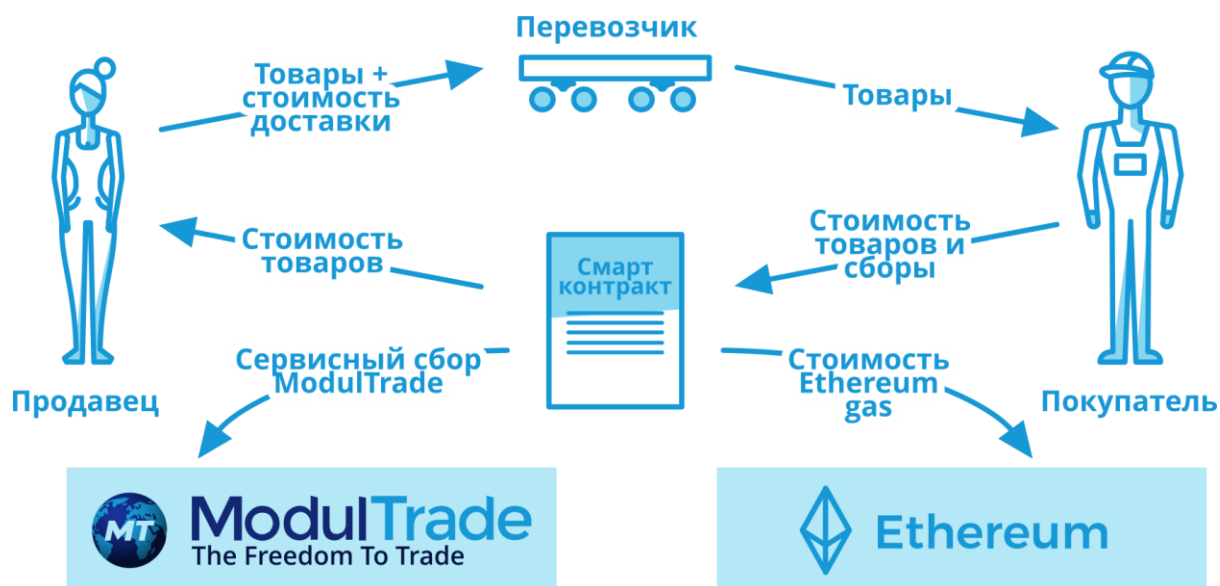 Перевозчик
Товары +
стоимость
доставки
Товары
Стоимость
товаров
Смарт
контракт
Стоимость
товаров и
сборы
Сервисный сбор
ModulTrade
Стоимость
Ethereum
gas
Продавец
Покупатель
MT
ModulTrade
The Freedom To Trade
Ethereum